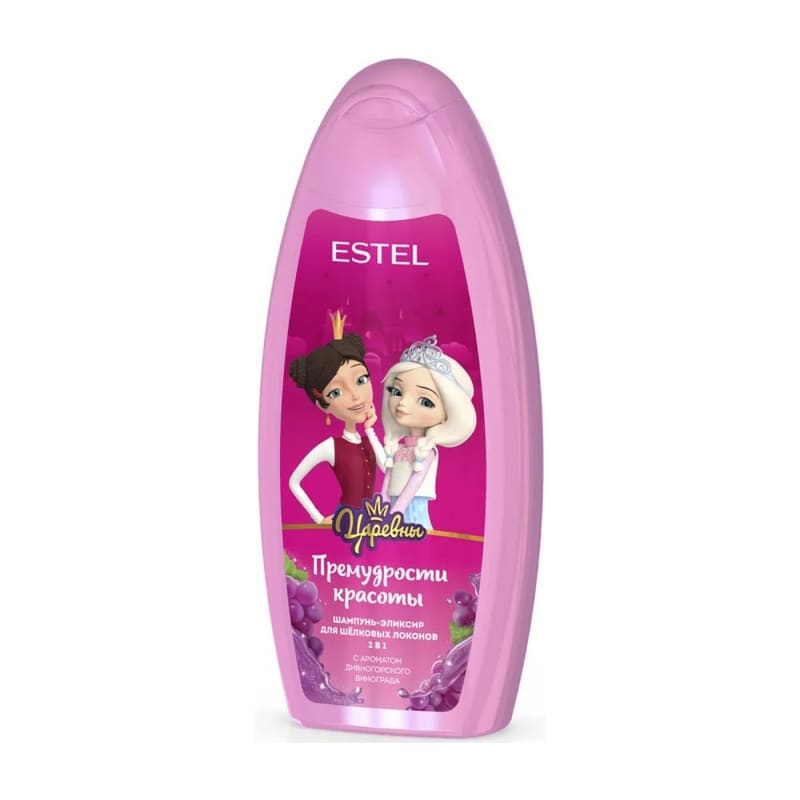 ESTEL
Царевны
Премудрости
красоты
ШАМПУНЬ-ЭЛИКСИР
ДЛЯ ШЁЛКОВЫХ ЛОКОНОВ
2 В 1
С АРОМАТОМ
ДИВНОГОРСКОГО
ВИНОГРАДА